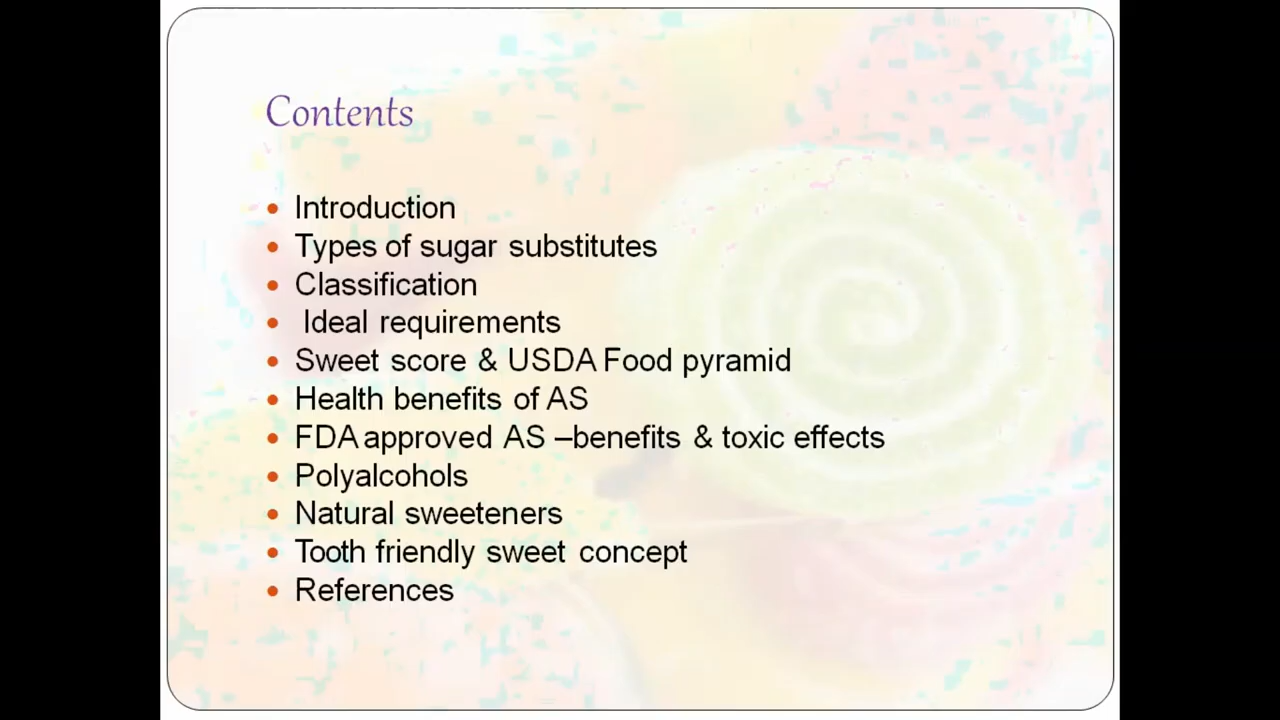 Contents
• Introduction
• Types of sugar substitutes
• Classification
• Ideal requirements
• Sweet score & USDA Food pyramid
• Health benefits of AS
• FDA approved AS –benefits & toxic effects
• Polyalcohols
• Natural sweeteners
• Tooth friendly sweet concept
• References